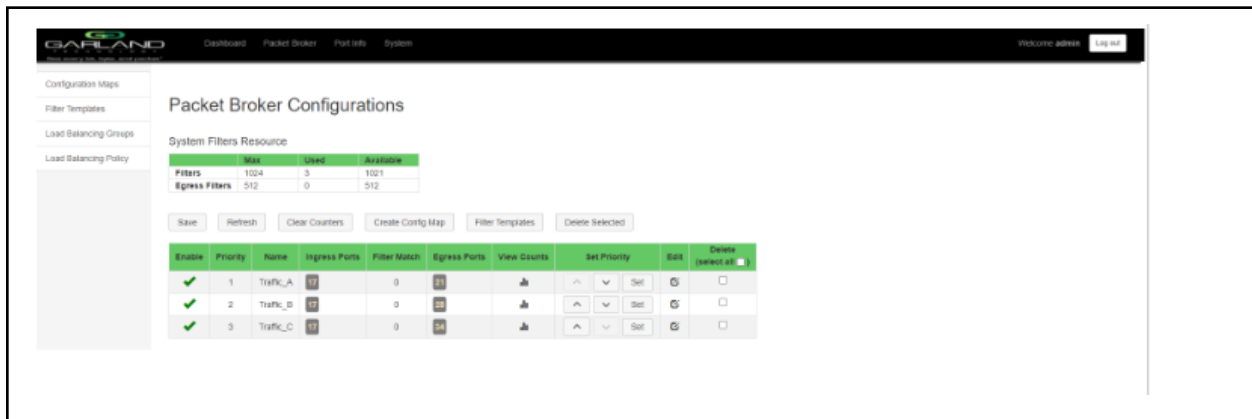 GARLAND
Dashboard Packet Broker Port Info System Welcome admin Log out
Configuration Maps
Filter Templates
Load Balancing Groups
Load Balancing Policy
Packet Broker Configurations
System Filters Resource
Max Used Available
Filters 1024 3 1021
Egress Filters 512 0 512
Save Refresh Clear Counters Create Config Map Filter Templates Delete Selected
Enable Priority Name Ingress Ports Filter Match Egress Ports View Counts Set Priority Edit Delete
(select all )
1 Traffic_A 17 0 21 Set
2 Traffic_B 17 0 Set
3 Traffic_C 17 0 34 Set